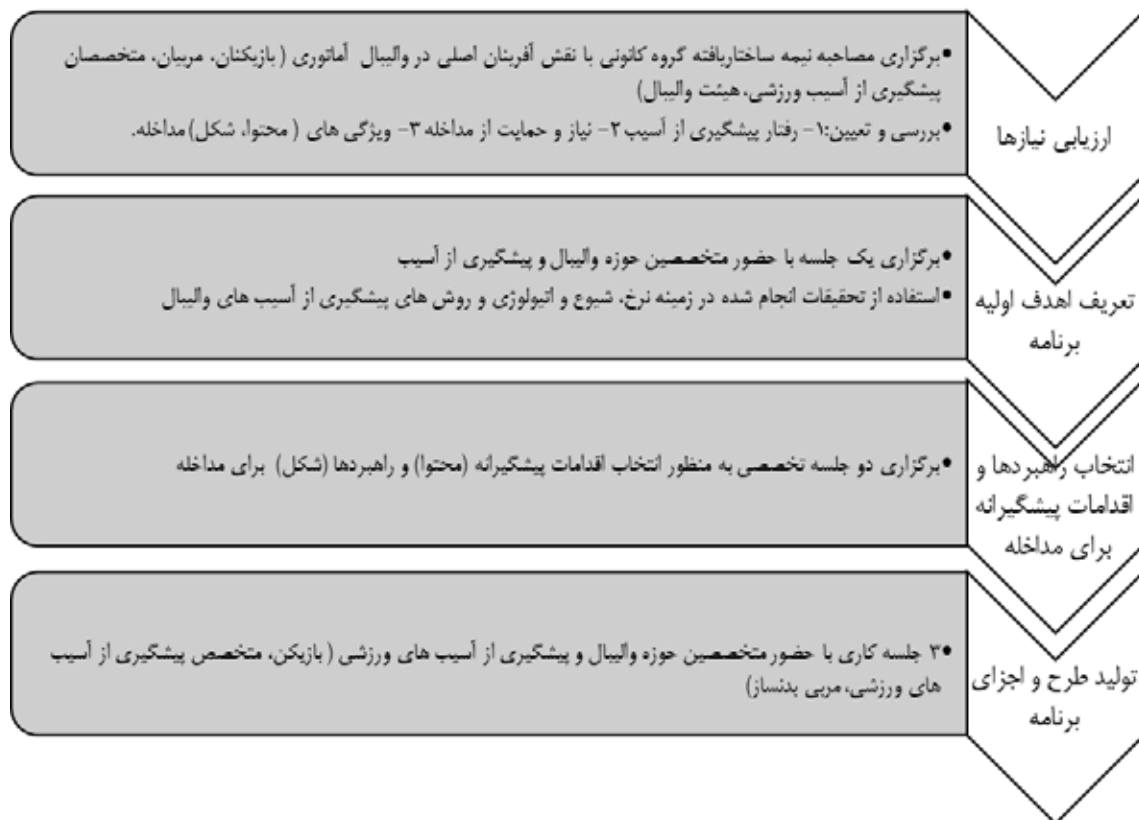 ارزیابی نیازها
•برگزاری مصاحبه نیمه ساختاریافته گروه کانونی با نقش آفرینان اصلی در والیبال آماتوری ( بازیکنان، مربیان، متخصصان
پیشگیری از آسیب ورزشی، هیئت والیبال)
•بررسی و تعیین:۱- رفتار پیشگیری از آسیب ۲- نیاز و حمایت از مداخله ۳- ویژگی های ( محتوا، شکل) مداخله.
تعریف اهدف اولیه
برنامه
•برگزاری یک جلسه با حضور متخصصین حوزه والیبال و پیشگیری از آسیب
•استفاده از تحقیقات انجام شده در زمینه نرخ، شیوع و اتیولوژی و روش های پیشگیری از آسیب های والیبال
انتخاب راهبردها و
اقدامات پیشگیرانه
برای مداخله
•برگزاری دو جلسه تخصصی به منظور انتخاب اقدامات پیشگیرانه (محتوا) و راهبردها (شکل) برای مداخله
تولید طرح و اجزای
برنامه
•۳ جلسه کاری با حضور متخصصین حوزه والیبال و پیشگیری از آسیب های ورزشی ( بازیکن، متخصص پیشگیری از آسیب
های ورزشی، مربی بدنساز)